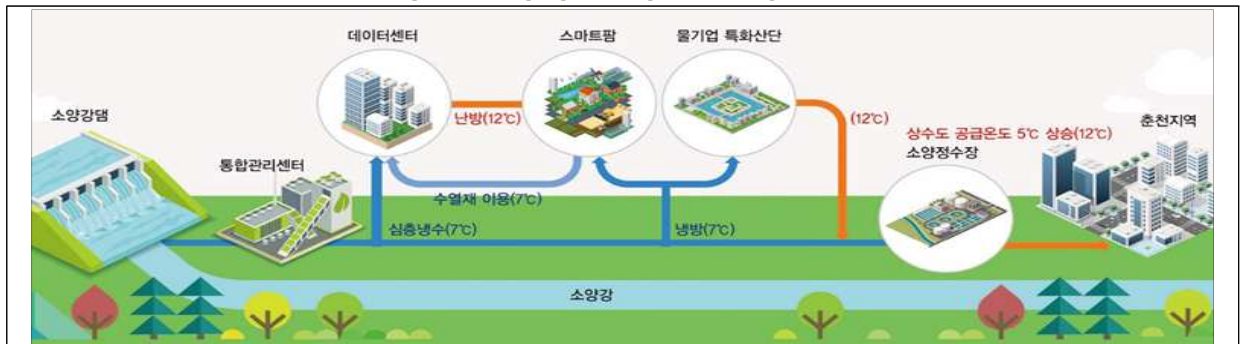 데이터센터
스마트팜
물기업 특화산단
소양강댐
난방(12℃)
(12℃)
상수도 공급온도 5℃ 상승(12℃)
춘천지역
소양정수장
통합관리센터
수열재 이용(7℃)
심층냉수(7℃)
냉방(7℃)
소양강